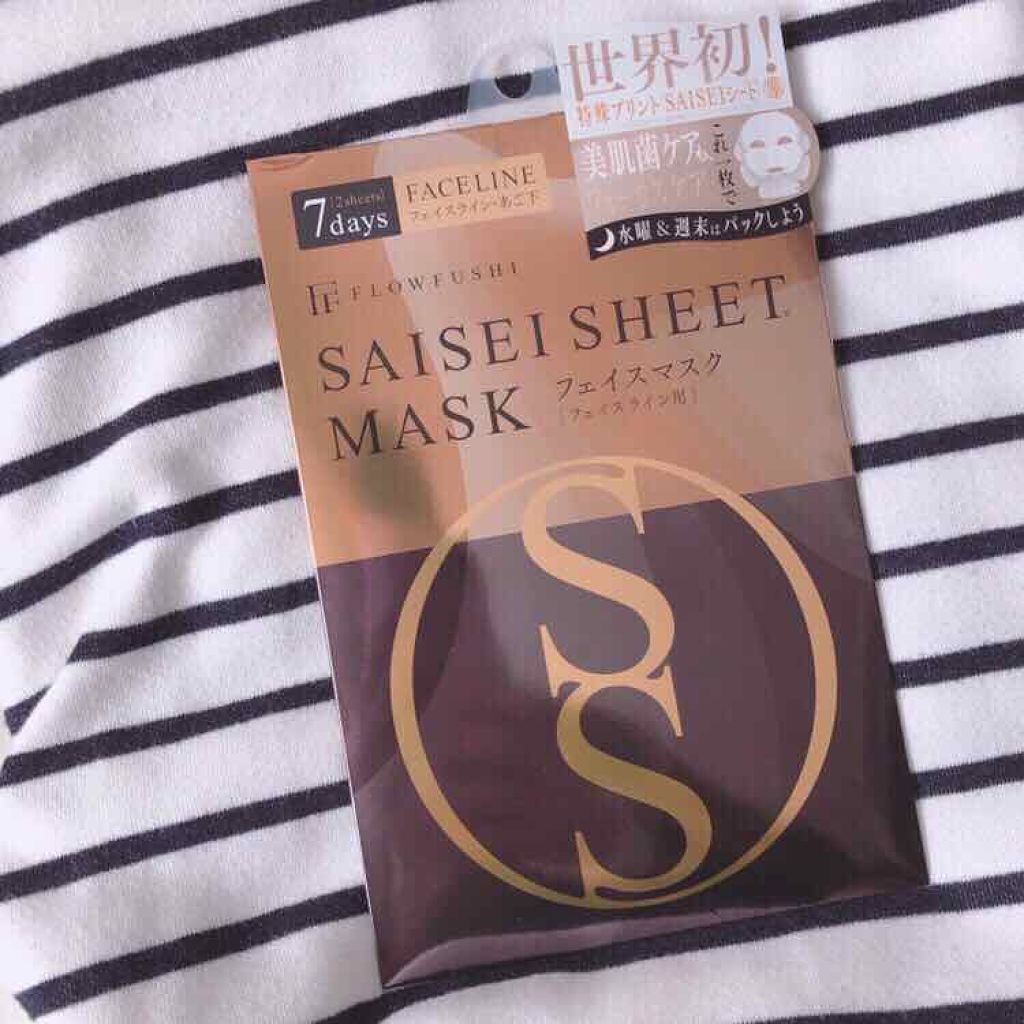 世界初!
特殊プリント SAISEIシート
美肌菌ケアも
これ一枚で
水曜&週末はパックしよう
7days
[2sheets]
FACELINE
フェイスライン・あご下
FLOWFUSHI
SAISEI SHEET
MASK
フェイスマスク
[フェイスライン用]
SS